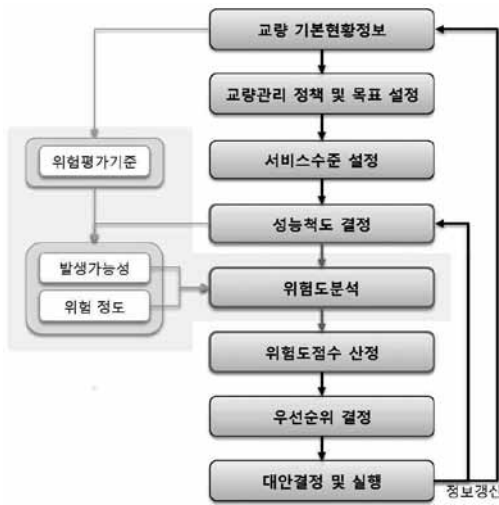 교량 기본현황정보
교량관리 정책 및 목표 설정
서비스수준 설정
위험평가기준
성능척도 결정
발생가능성
위험 정도
위험도분석
위험도점수 산정
우선순위 결정
대안결정 및 실행
정보갱신